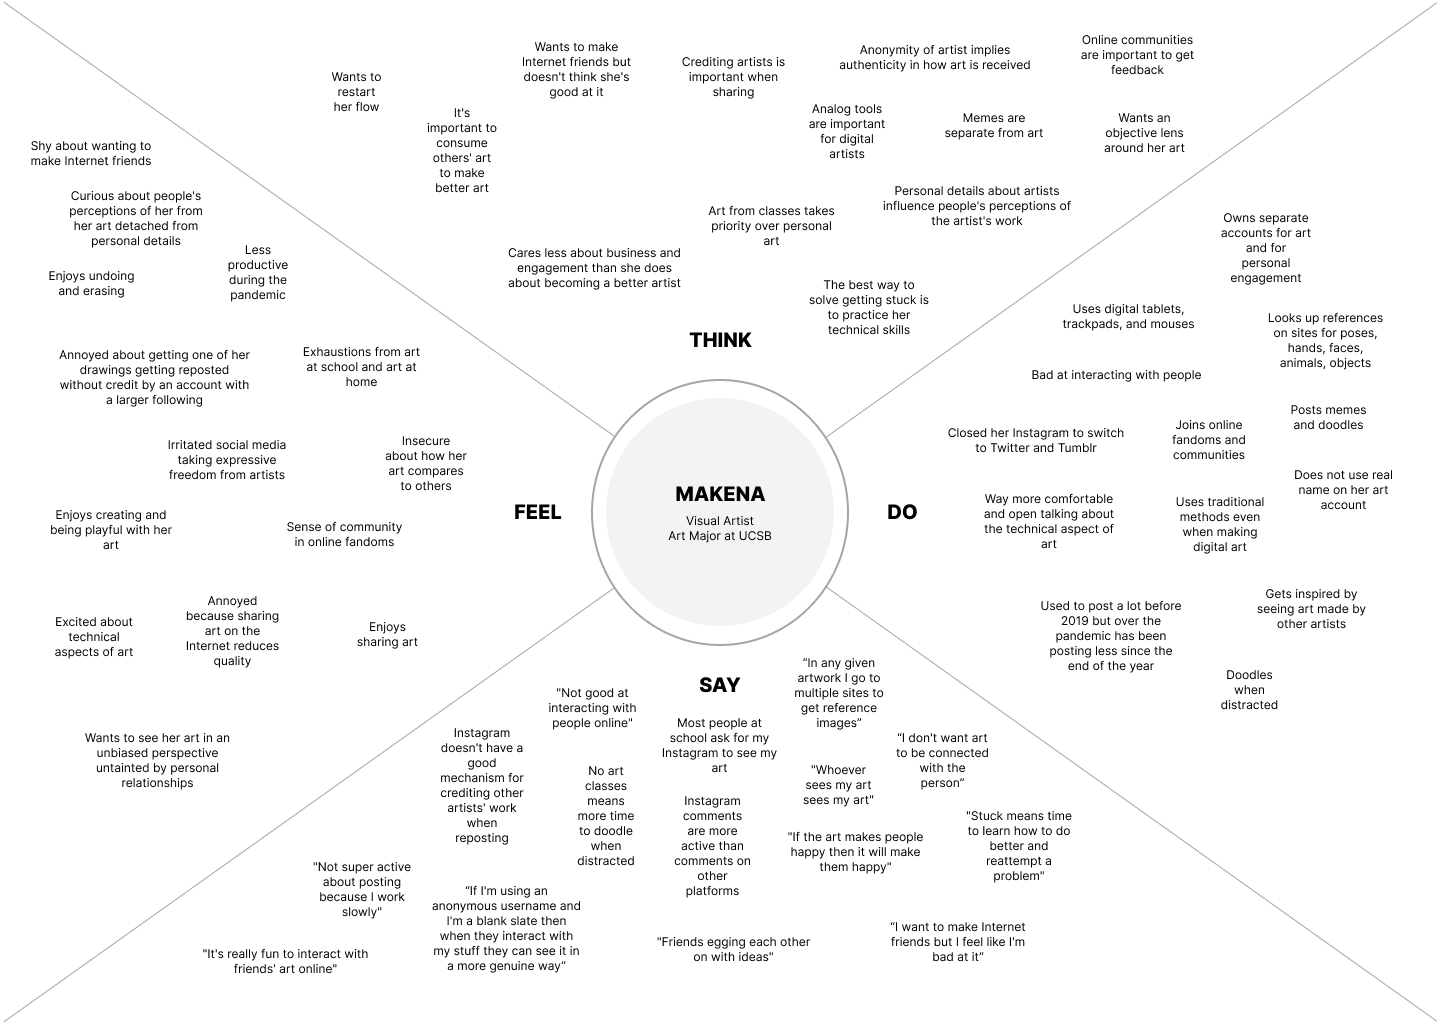 Wants to
restart
her flow
It's
important to
consume
others' art
to make
better art
Wants to make
Internet friends but
doesn't think she's
good at it
Crediting artists is
important when
sharing
Anonymity of artist implies
authenticity in how art is received
Online communities
are important to get
feedback
Analog tools
are important
for digital
artists
Memes are
separate from art
Wants an
objective lens
around her art
Personal details about artists
influence people's perceptions of
the artist's work
Art from classes takes
priority over personal
art
Cares less about business and
engagement than she does
about becoming a better artist
The best way to
solve getting stuck is
to practice her
technical skills
THINK
Shy about wanting to
make Internet friends
Curious about people's
perceptions of her from
her art detached from
personal details
Less
productive
during the
pandemic
Enjoys undoing
and erasing
Annoyed about getting one of her
drawings getting reposted
without credit by an account with
a larger following
Exhaustions from art
at school and art at
home
Irritated social media
taking expressive
freedom from artists
Insecure
about how her
art compares
to others
Enjoys creating and
being playful with her
art
Sense of community
in online fandoms
Excited about
technical
aspects of art
Annoyed
because sharing
art on the
Internet reduces
quality
Enjoys
sharing art
Wants to see her art in an
unbiased perspective
untainted by personal
relationships
FEEL
MAKENA
Visual Artist
Art Major at UCSB
DO
Owns separate
accounts for art
and for
personal
engagement
Uses digital tablets,
trackpads, and mouses
Looks up references
on sites for poses,
hands, faces,
animals, objects
Bad at interacting with people
Posts memes
and doodles
Closed her Instagram to switch
to Twitter and Tumblr
Joins online
fandoms and
communities
Does not use real
name on her art
account
Way more comfortable
and open talking about
the technical aspect of
art
Uses traditional
methods even
when making
digital art
Used to post a lot before
2019 but over the
pandemic has been
posting less since the
end of the year
Gets inspired by
seeing art made by
other artists
Doodles
when
distracted
SAY
"Not good at
interacting with
people online"
“In any given
artwork I go to
multiple sites to
get reference
images”
Instagram
doesn't have a
good
mechanism for
crediting other
artists' work
when
reposting
Most people at
school ask for my
Instagram to see my
art
“I don't want art
to be connected
with the
person”
No art
classes
means
more time
to doodle
when
distracted
"Whoever
sees my art
sees my art"
Instagram
comments
are more
active than
comments on
other
platforms
"If the art makes people
happy then it will make
them happy"
"Stuck means time
to learn how to do
better and
reattempt a
problem"
"Not super active
about posting
because I work
slowly"
“If I'm using an
anonymous username and
I'm a blank slate then
when they interact with
my stuff they can see it in
a more genuine way”
"It's really fun to interact with
friends' art online"
"Friends egging each other
on with ideas"
“I want to make Internet
friends but I feel like I'm
bad at it”